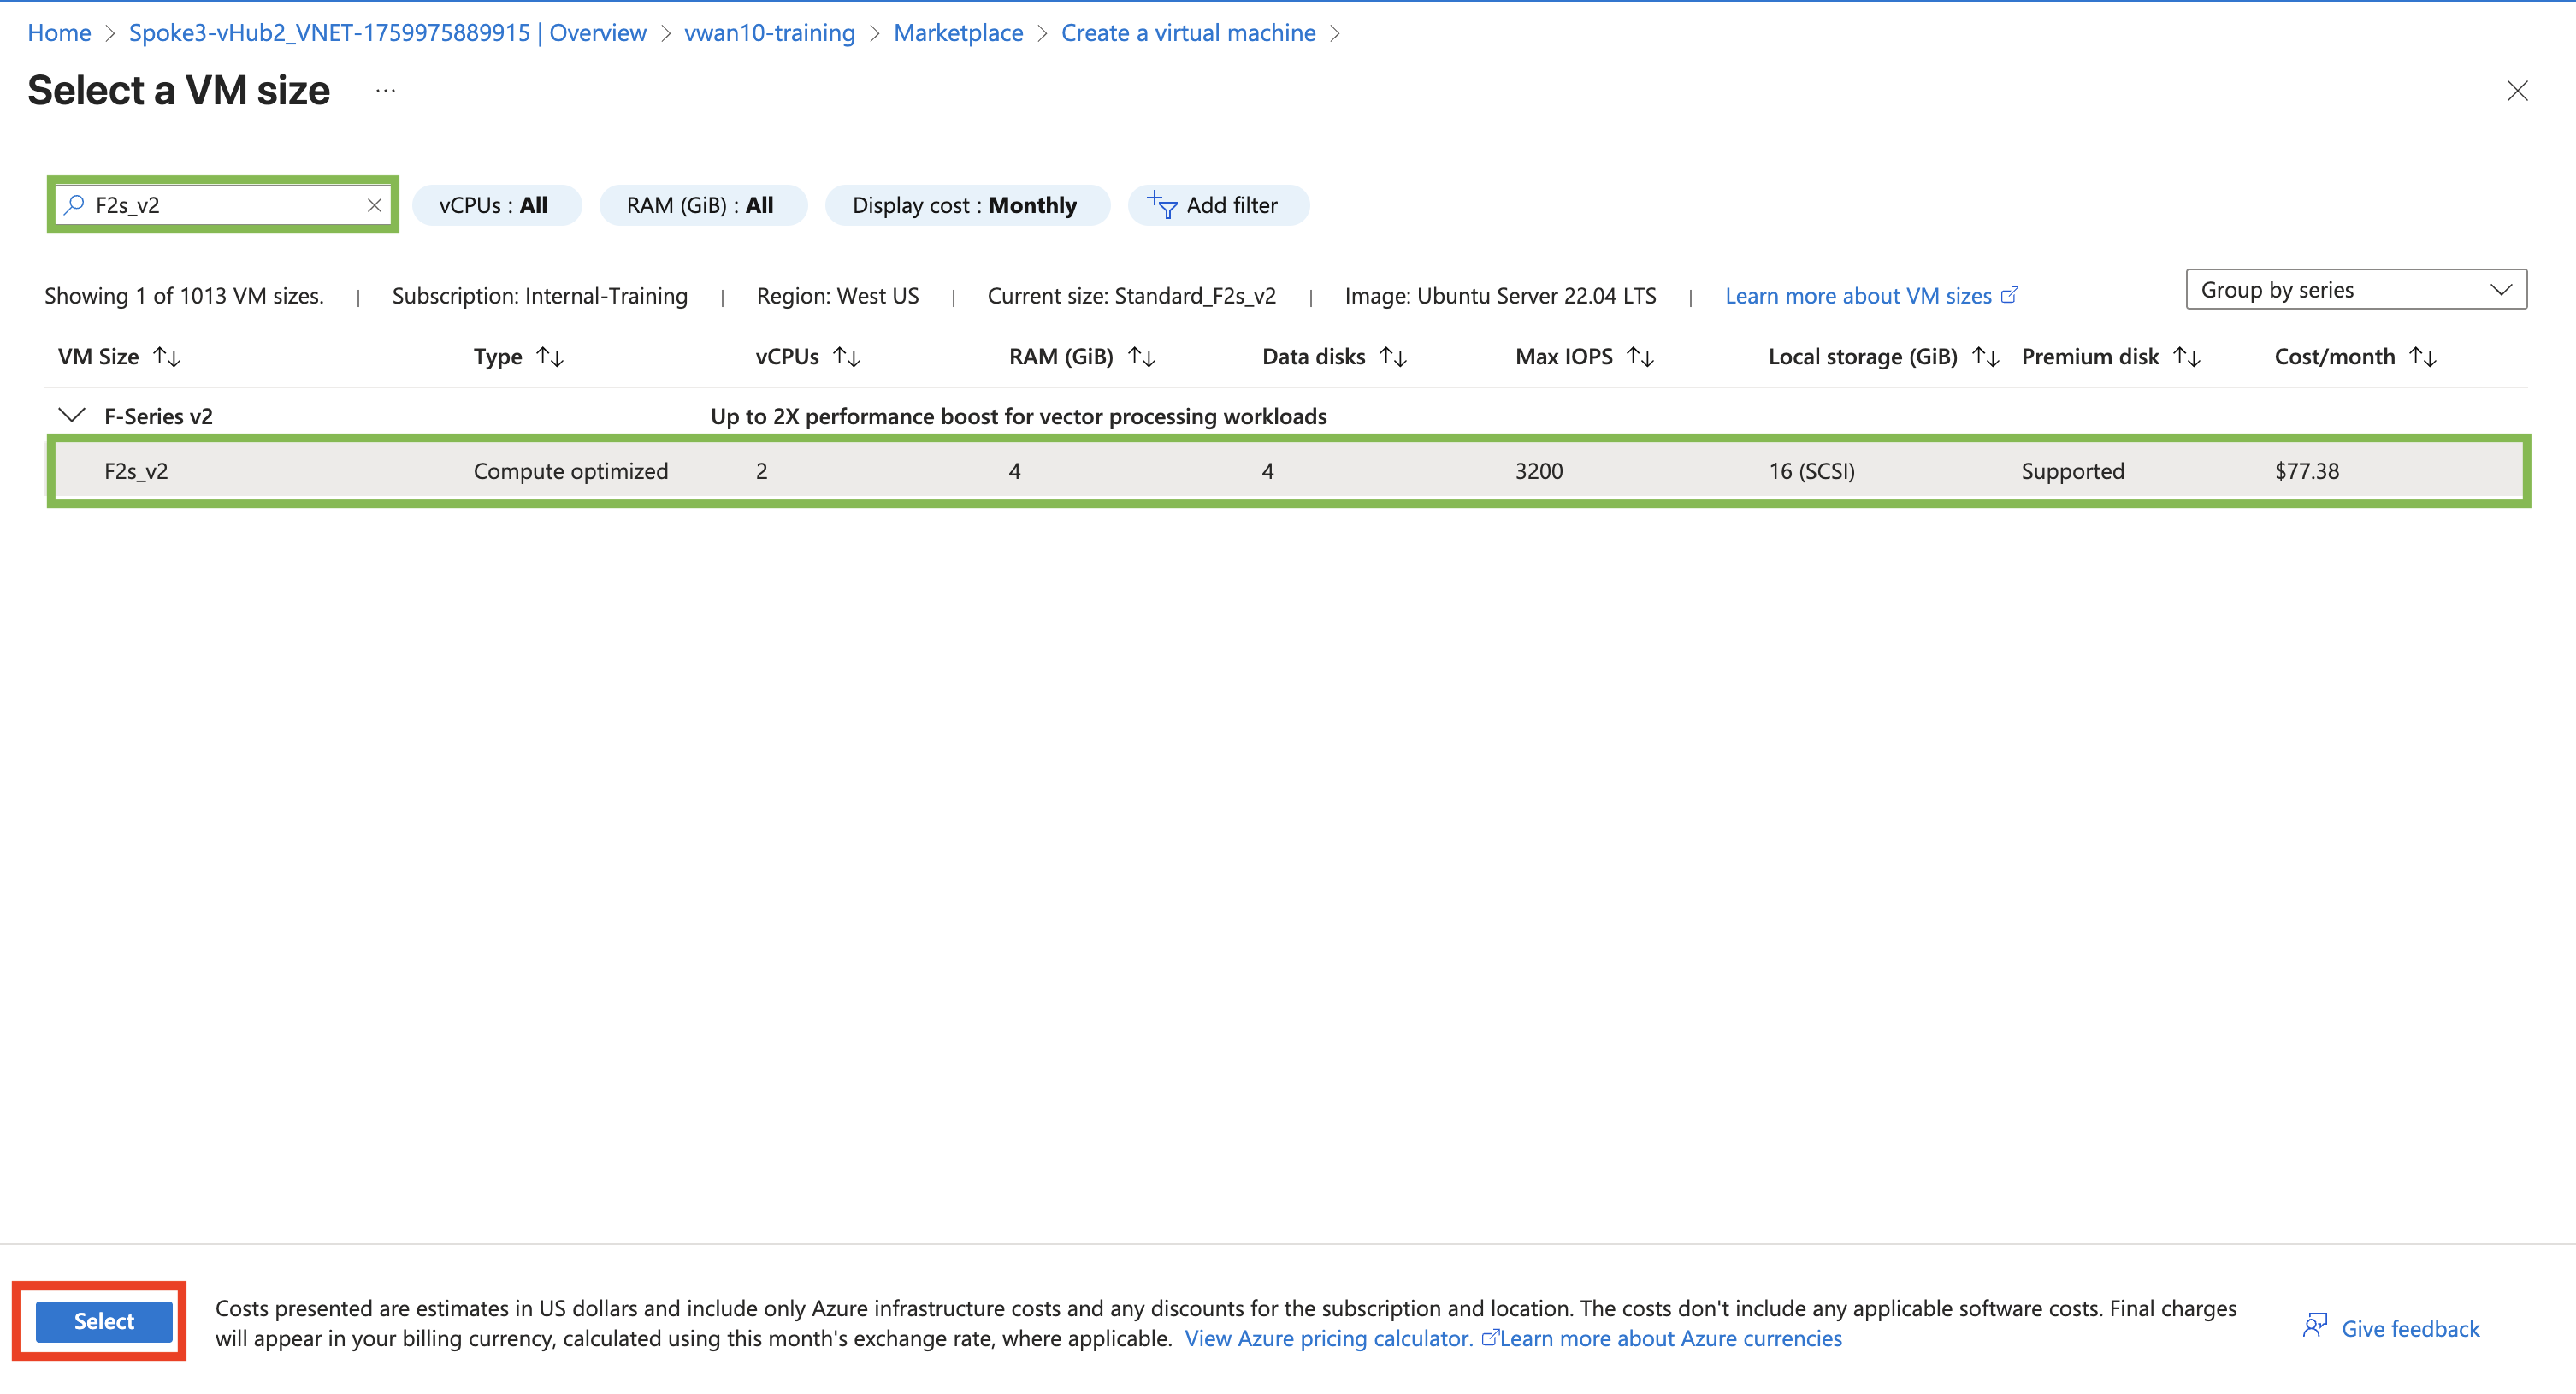 Home > Spoke3-vHub2_VNET-1759975889915 | Overview > vwan10-training > Marketplace > Create a virtual machine >
Select a VM size ...
F2s_v2 vCPUs : All RAM (GiB) : All Display cost : Monthly Add filter
Showing 1 of 1013 VM sizes. | Subscription: Internal-Training | Region: West US | Current size: Standard_F2s_v2 | Image: Ubuntu Server 22.04 LTS | Learn more about VM sizes Group by series
VM Size Type vCPUs RAM (GiB) Data disks Max IOPS Local storage (GiB) Premium disk Cost/month
F-Series v2 Up to 2X performance boost for vector processing workloads
F2s_v2 Compute optimized 2 4 4 3200 16 (SCSI) Supported $77.38
Select
Costs presented are estimates in US dollars and include only Azure infrastructure costs and any discounts for the subscription and location. The costs don't include any applicable software costs. Final charges
will appear in your billing currency, calculated using this month's exchange rate, where applicable. View Azure pricing calculator. Learn more about Azure currencies
Give feedback